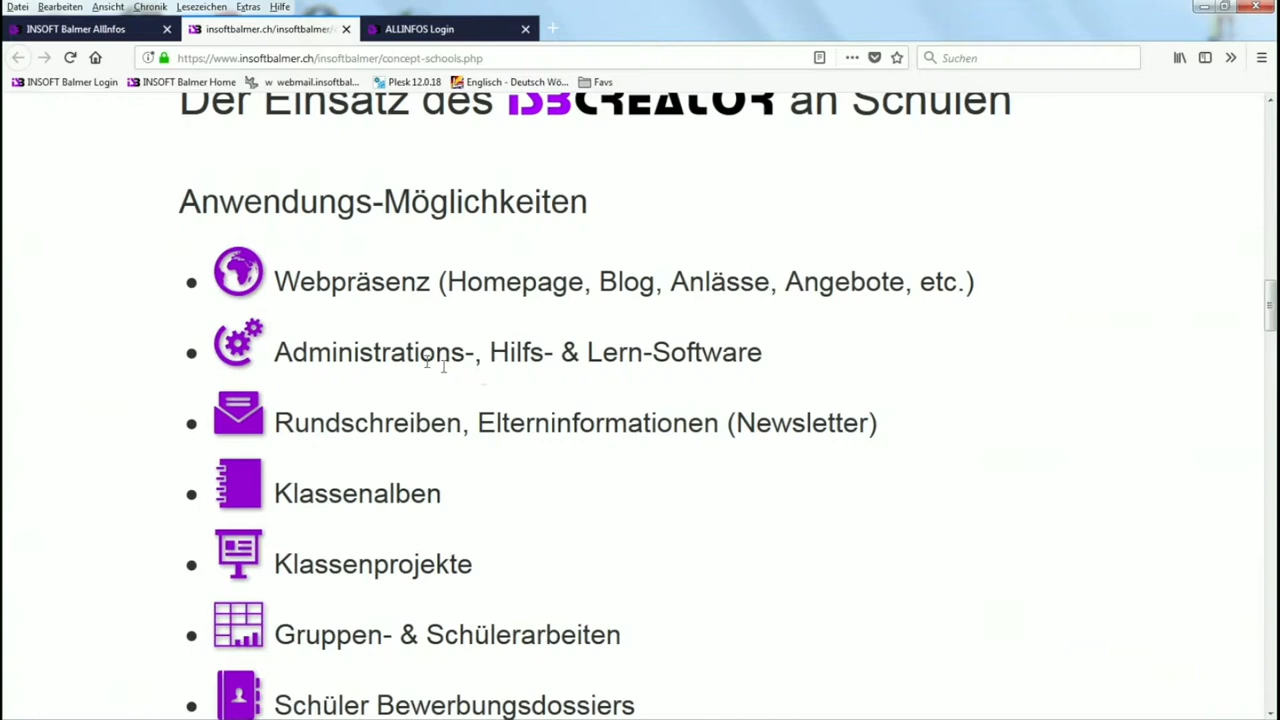 Datei Bearbeiten Ansicht Chronik Lesezeichen Extras Hilfe
INSOFT Balmer AllInfos insoftbalmer.ch/insoftbalmer/ ALLINFOS Login
https://www.insoftbalmer.ch/insoftbalmer/concept-schools.php Suchen
INSOFT Balmer Login INSOFT Balmer Home w webmail.insoftbal... Plesk 12.0.18 Englisch - Deutsch Wö... Favs
Der Einsatz des ISBCREATOR an Schulen
Anwendungs-Möglichkeiten
Webpräsenz (Homepage, Blog, Anlässe, Angebote, etc.)
Administrations-, Hilfs- & Lern-Software
Rundschreiben, Elterninformationen (Newsletter)
Klassenalben
Klassenprojekte
Gruppen- & Schülerarbeiten
Schüler Bewerbungsdossiers